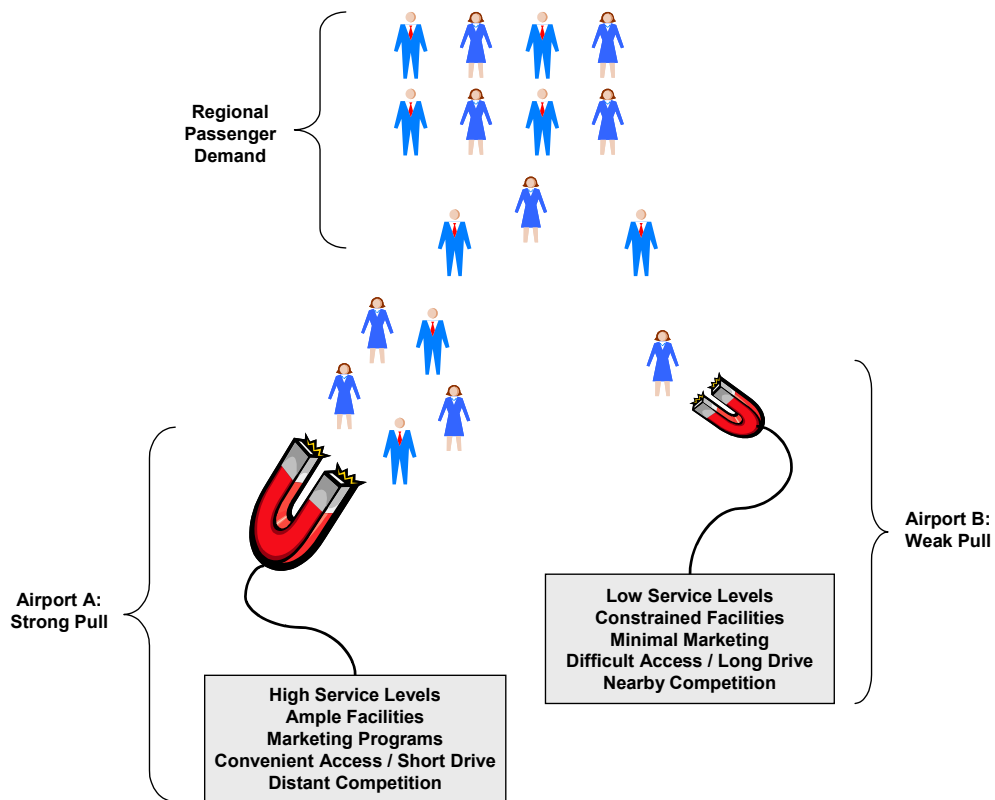 Regional
Passenger
Demand
Airport B:
Weak Pull
Low Service Levels
Constrained Facilities
Minimal Marketing
Difficult Access / Long Drive
Nearby Competition
Airport A:
Strong Pull
High Service Levels
Ample Facilities
Marketing Programs
Convenient Access / Short Drive
Distant Competition